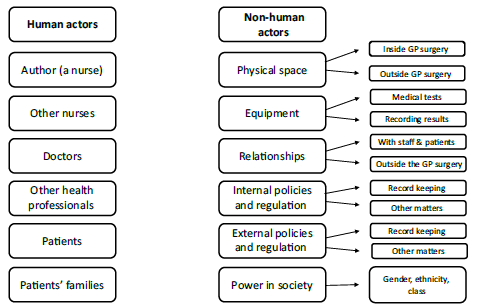 Human actors
Author (a nurse)
Other nurses
Doctors
Other health
professionals
Patients
Patients' families
Non-human
actors
Physical space
Inside GP surgery
Outside GP surgery
Equipment
Medical tests
Recording results
Relationships
With staff & patients
Outside the GP surgery
Internal policies
and regulation
Record keeping
Other matters
External policies
and regulation
Record keeping
Other matters
Power in society
Gender, ethnicity,
class